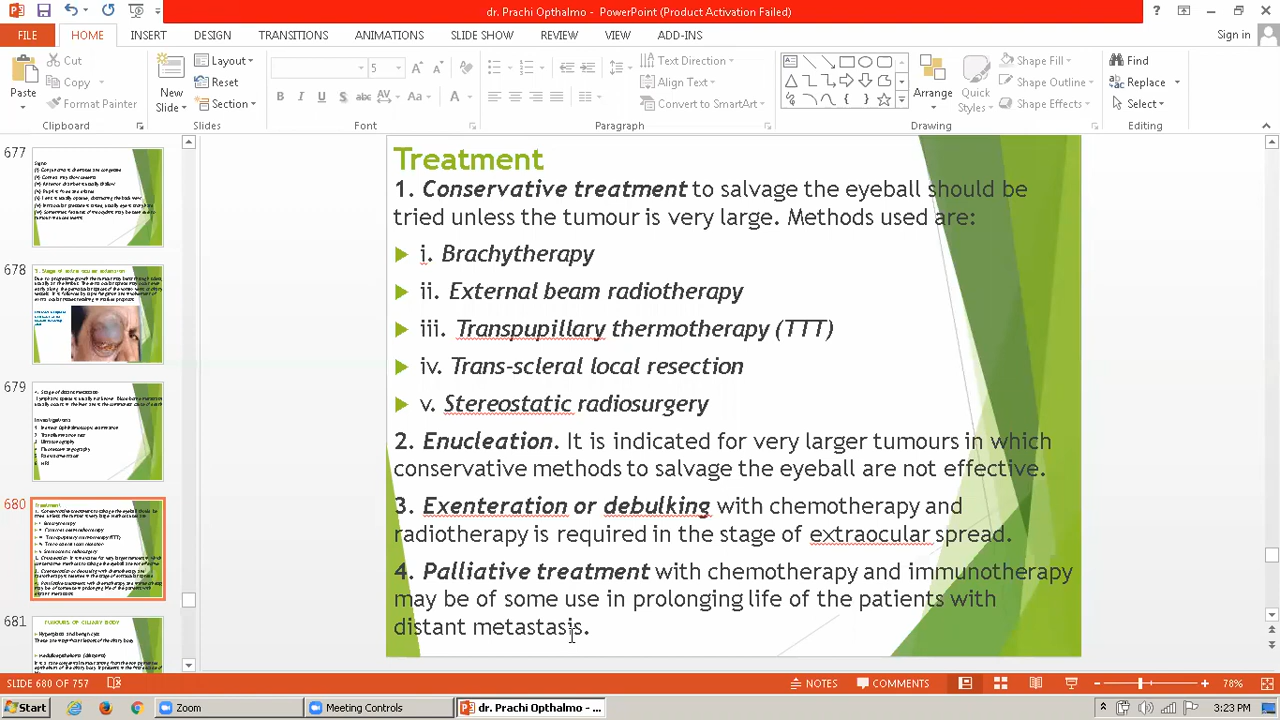 dr. Prachi Opthalmo - PowerPoint (Product Activation Failed)
FILE HOME INSERT DESIGN TRANSITIONS ANIMATIONS SLIDE SHOW REVIEW VIEW ADD-INS Sign in
Paste
Cut
Copy
Format Painter
Clipboard
New Slide
Layout
Reset
Section
Slides
5
B I U S abc AV Aa A
Font
Text Direction
Align Text
Convert to SmartArt
Paragraph
Arrange
Quick Styles
Shape Fill
Shape Outline
Shape Effects
Drawing
Find
Replace
Select
Editing
677
678
679
680
681
Investigations
TUMOURS OF CILIARY BODY
Treatment
1. Conservative treatment to salvage the eyeball should be
tried unless the tumour is very large. Methods used are:
i. Brachytherapy
ii. External beam radiotherapy
iii. Transpupillary thermotherapy (TTT)
iv. Trans-scleral local resection
v. Stereostatic radiosurgery
2. Enucleation. It is indicated for very larger tumours in which
conservative methods to salvage the eyeball are not effective.
3. Exenteration or debulking with chemotherapy and
radiotherapy is required in the stage of extraocular spread.
4. Palliative treatment with chemotherapy and immunotherapy
may be of some use in prolonging life of the patients with
distant metastasis.
SLIDE 680 OF 757 NOTES COMMENTS 78%
Start Zoom Meeting Controls dr. Prachi Opthalmo - ... 3:23 PM